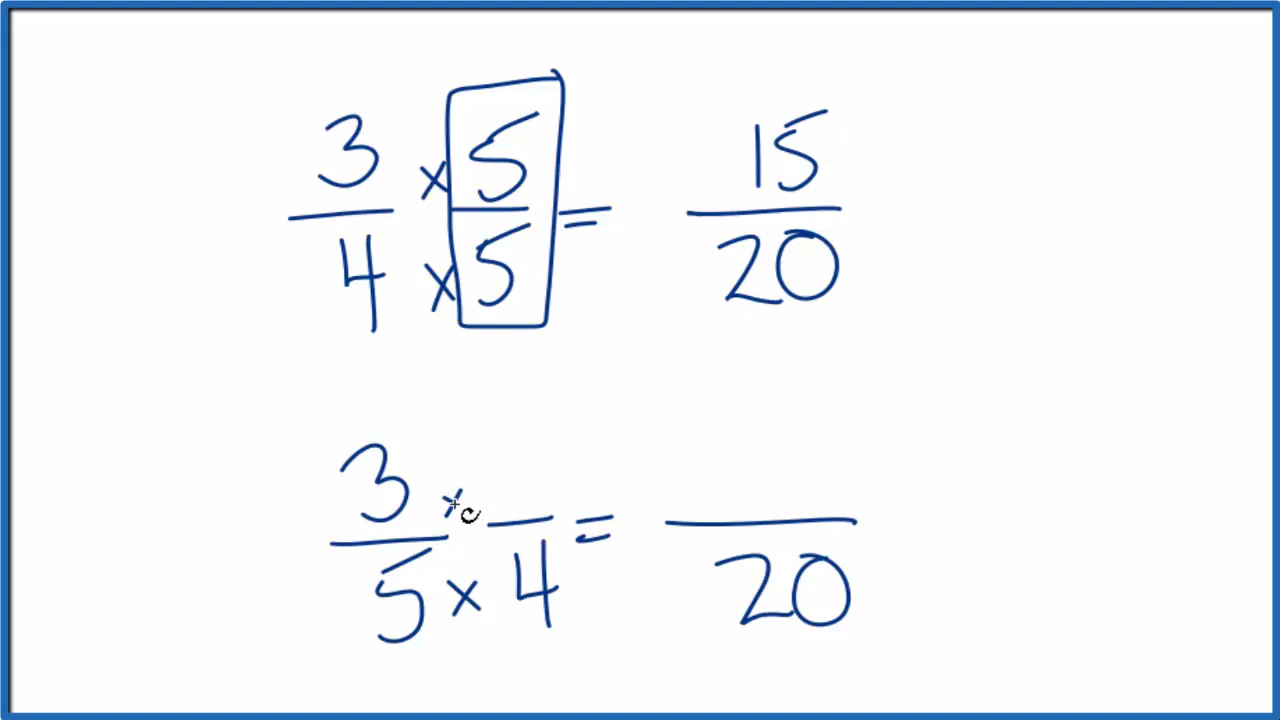 3 × 5 = 15
4 × 5 20
3 × =
5 × 4 20